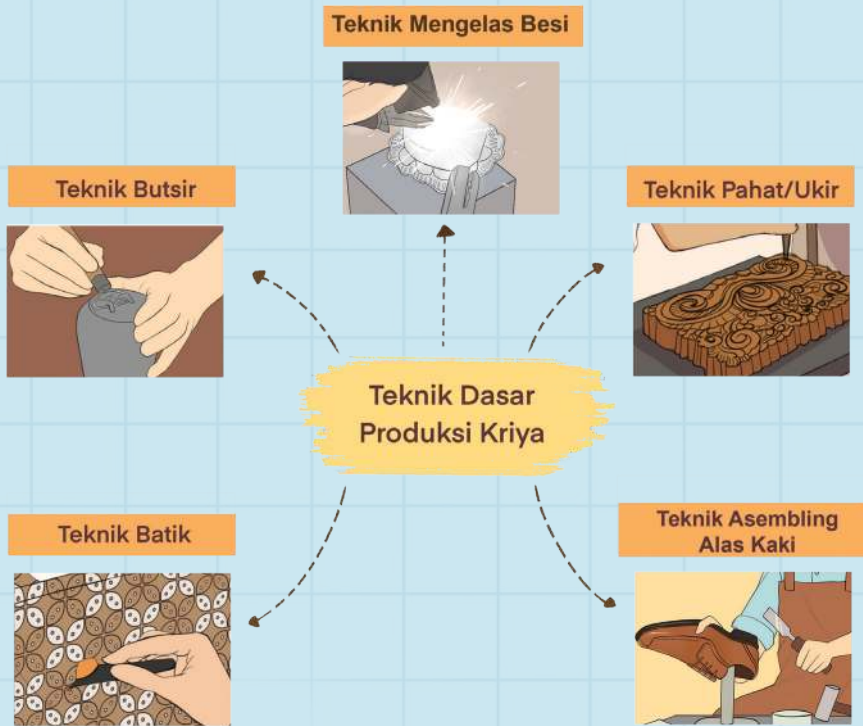 Teknik Mengelas Besi
Teknik Butsir
Teknik Pahat/Ukir
Teknik Dasar
Produksi Kriya
Teknik Batik
Teknik Asembling
Alas Kaki